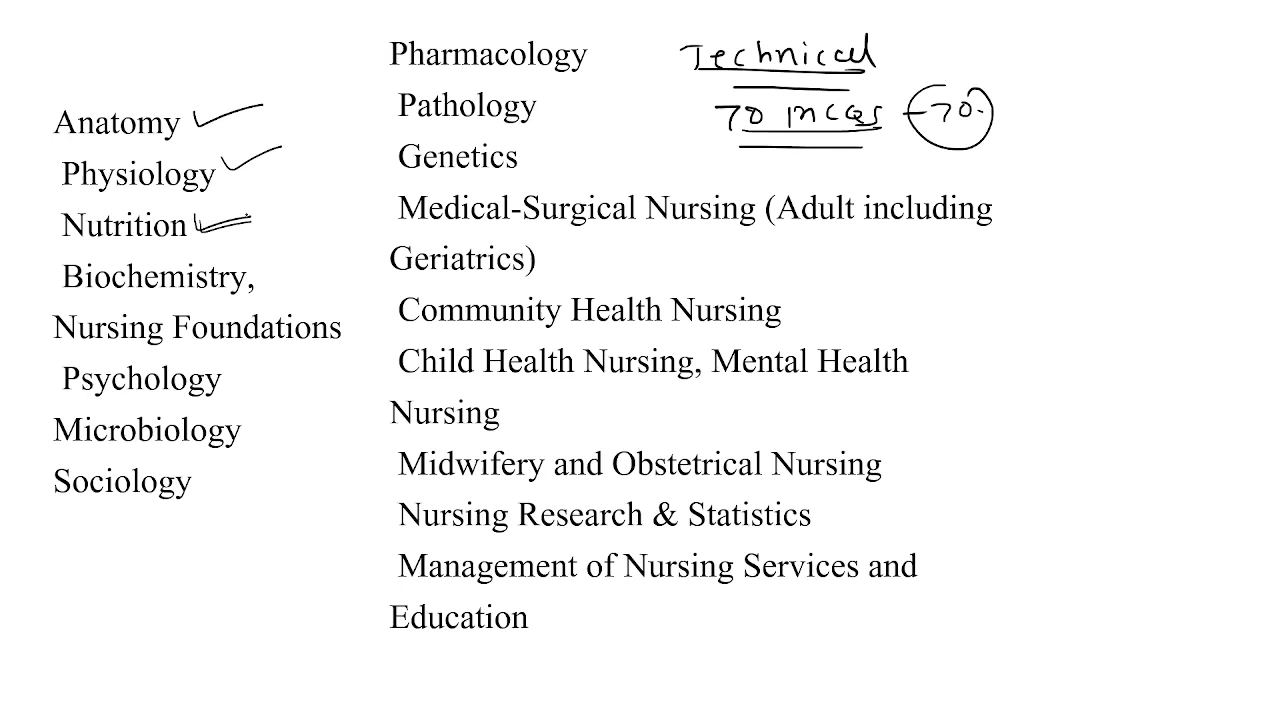 Anatomy
Physiology
Nutrition
Biochemistry,
Nursing Foundations
Psychology
Microbiology
Sociology
Pharmacology
Pathology
Genetics
Medical-Surgical Nursing (Adult including
Geriatrics)
Community Health Nursing
Child Health Nursing, Mental Health
Nursing
Midwifery and Obstetrical Nursing
Nursing Research & Statistics
Management of Nursing Services and
Education
Technical
70 MCQs - 70.